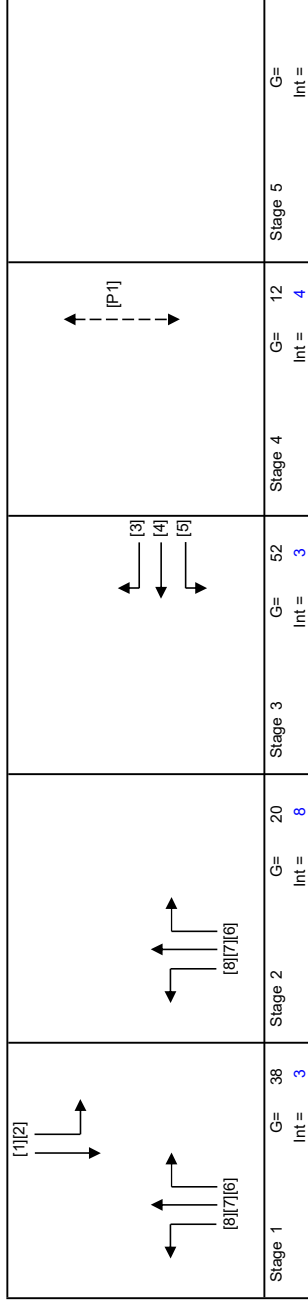 [1][2]
[8][7][6]
Stage 1 G= 38
Int = 3
[8][7][6]
Stage 2 G= 20
Int = 8
[3]
[4]
[5]
Stage 3 G= 52
Int = 3
[P1]
Stage 4 G= 12
Int = 4
Stage 5 G=
Int =